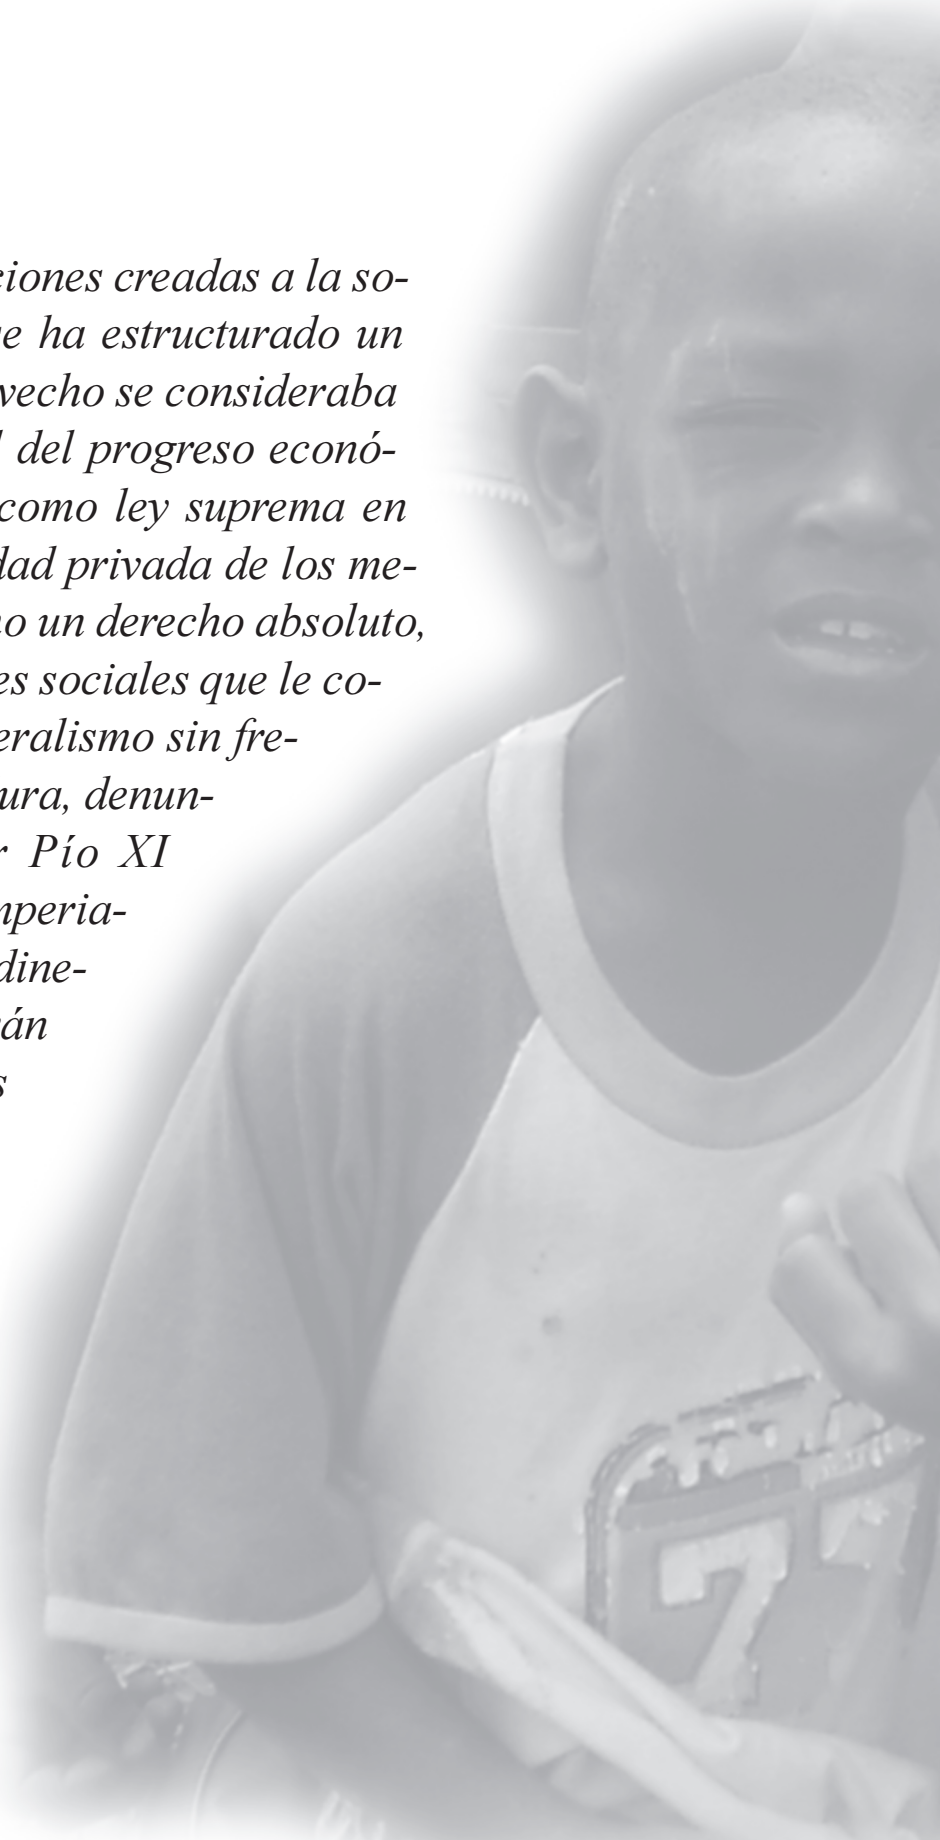 ciones creadas a la so-
e ha estructurado un
vecho se consideraba
del progreso econó-
como ley suprema en
dad privada de los me-
o un derecho absoluto,
es sociales que le co-
eralismo sin fre-
ura, denun-
r Pío XI
mperia-
dine-
án
s
77